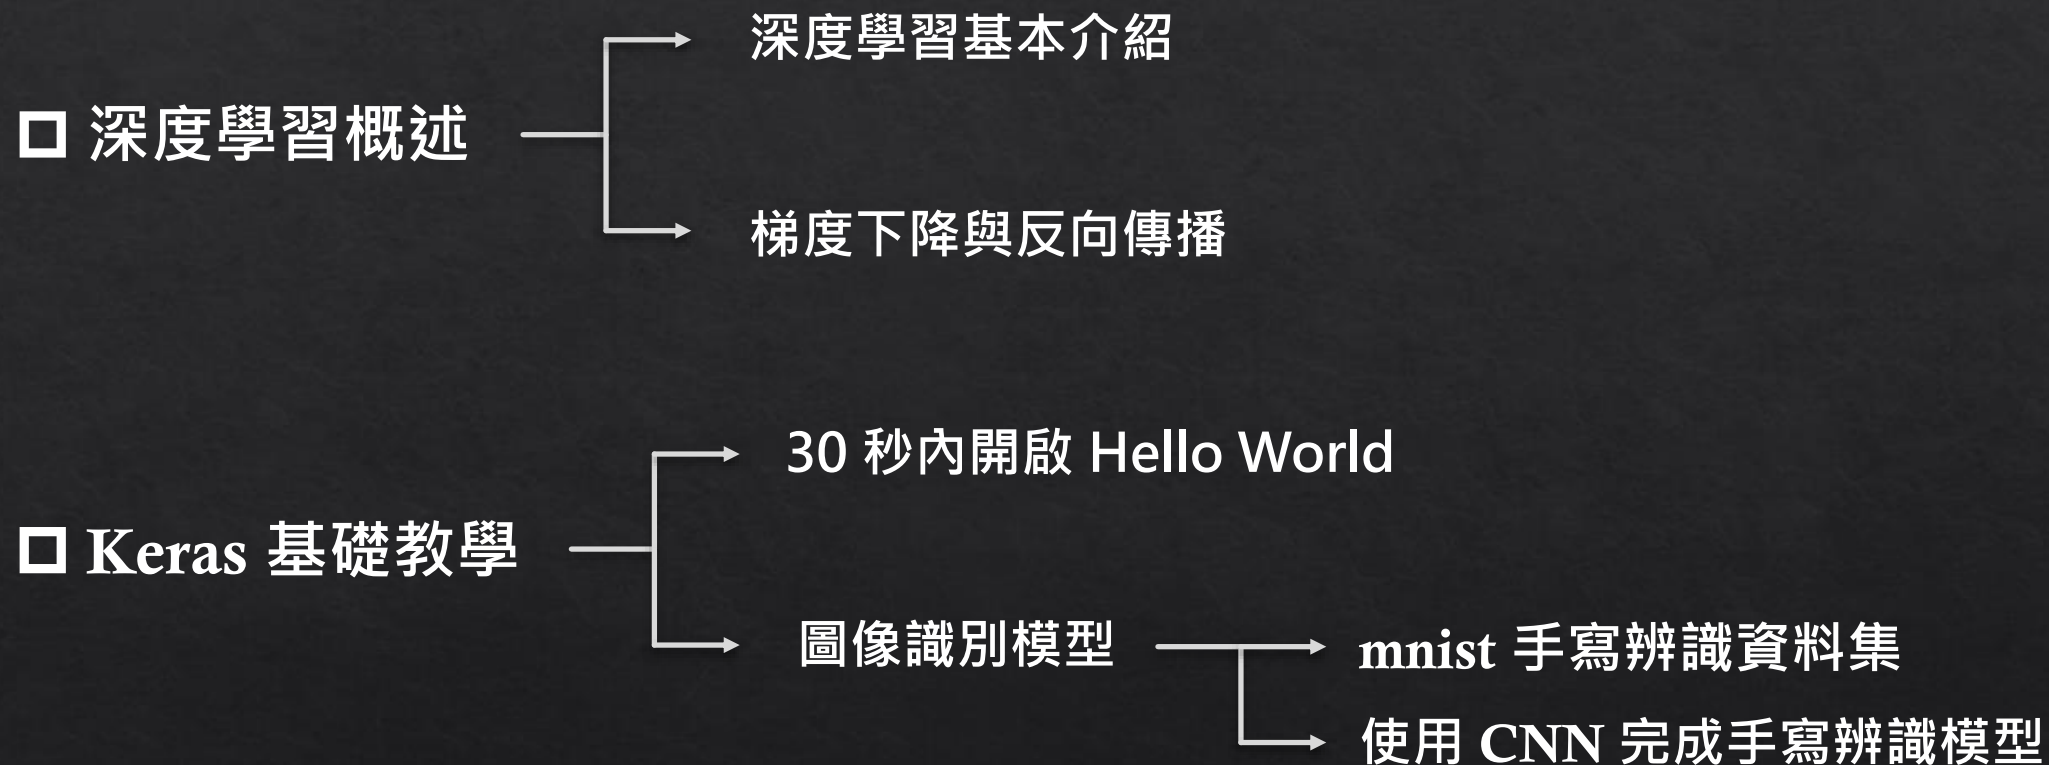 深度學習概述
深度學習基本介紹
梯度下降與反向傳播
Keras 基礎教學
30 秒內開啟 Hello World
圖像識別模型
mnist 手寫辨識資料集
使用 CNN 完成手寫辨識模型